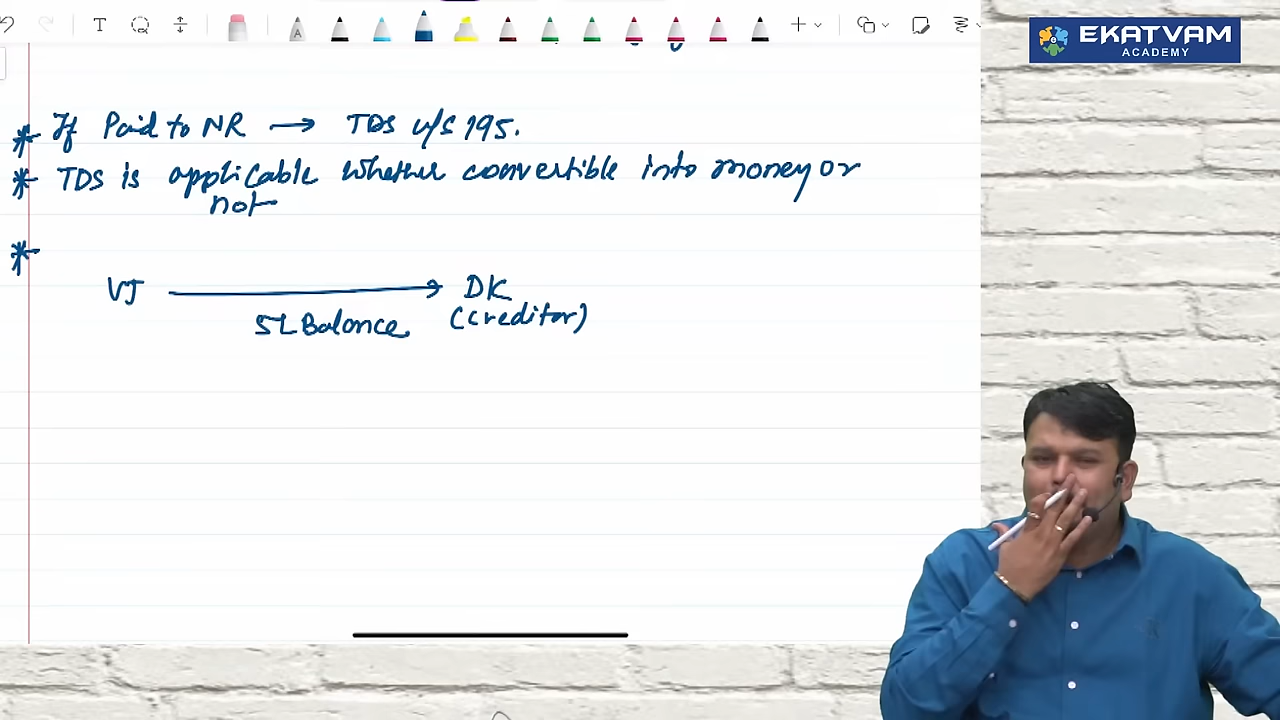 EKATVAM
ACADEMY
* If Paid to NR → TDS u/s 195.
* TDS is applicable whether convertible into money or
not
*
VJ → DK
5L Balance (Creditor)